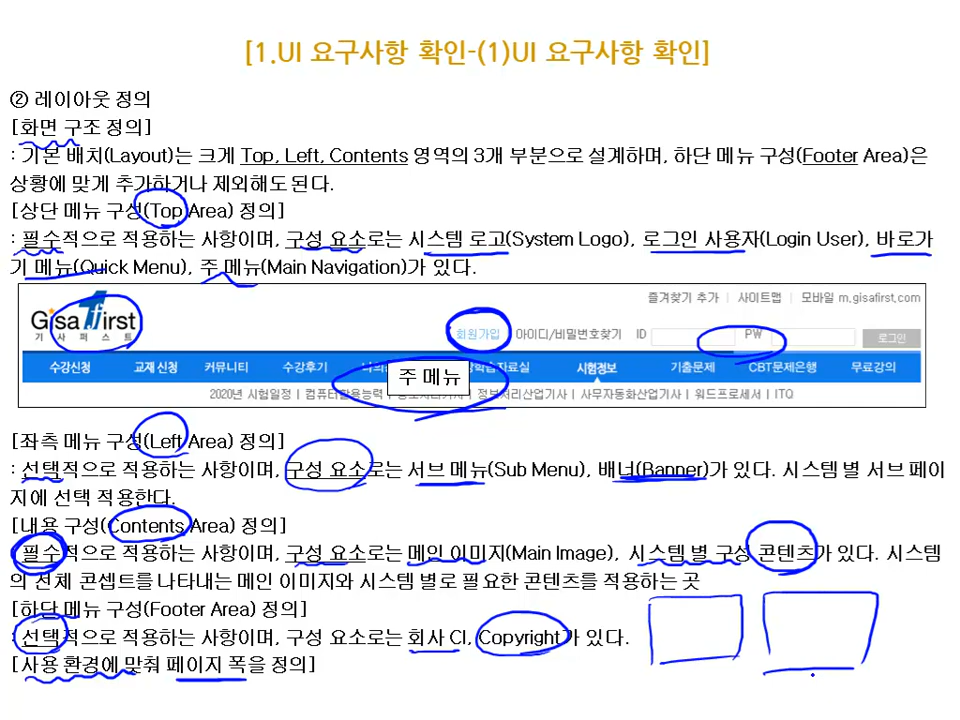 [1.UI 요구사항 확인-(1)UI 요구사항 확인]
② 레이아웃 정의
[화면 구조 정의]
: 기본 배치(Layout)는 크게 Top, Left, Contents 영역의 3개 부분으로 설계하며, 하단 메뉴 구성(Footer Area)은
상황에 맞게 추가하거나 제외해도 된다.
[상단 메뉴 구성(Top Area) 정의]
: 필수적으로 적용하는 사항이며, 구성 요소로는 시스템 로고(System Logo), 로그인 사용자(Login User), 바로가
기 메뉴(Quick Menu), 주 메뉴(Main Navigation)가 있다.
즐겨찾기 추가 | 사이트맵 | 모바일 m.gisafirst.com
Gisa first
기사퍼스트
회원가입 아이디/비밀번호찾기 ID PW 로그인
수강신청 교재 신청 커뮤니티 수강후기 학습자료실 시험정보 기출문제 CBT문제은행 무료강의
주 메뉴
2020년 시험일정 | 컴퓨터활용능력 | 정보처리기사 | 정보처리산업기사 | 사무자동화산업기사 | 워드프로세서 | ITQ
[좌측 메뉴 구성(Left Area) 정의]
: 선택적으로 적용하는 사항이며, 구성 요소로는 서브 메뉴(Sub Menu), 배너(Banner)가 있다. 시스템 별 서브 페이
지에 선택 적용한다.
[내용 구성(Contents Area) 정의]
: 필수적으로 적용하는 사항이며, 구성 요소로는 메인 이미지(Main Image), 시스템 별 구성 콘텐츠가 있다. 시스템
의 전체 콘셉트를 나타내는 메인 이미지와 시스템 별로 필요한 콘텐츠를 적용하는 곳
[하단 메뉴 구성(Footer Area) 정의]
: 선택적으로 적용하는 사항이며, 구성 요소로는 회사 CI, Copyright가 있다.
[사용 환경에 맞춰 페이지 폭을 정의]